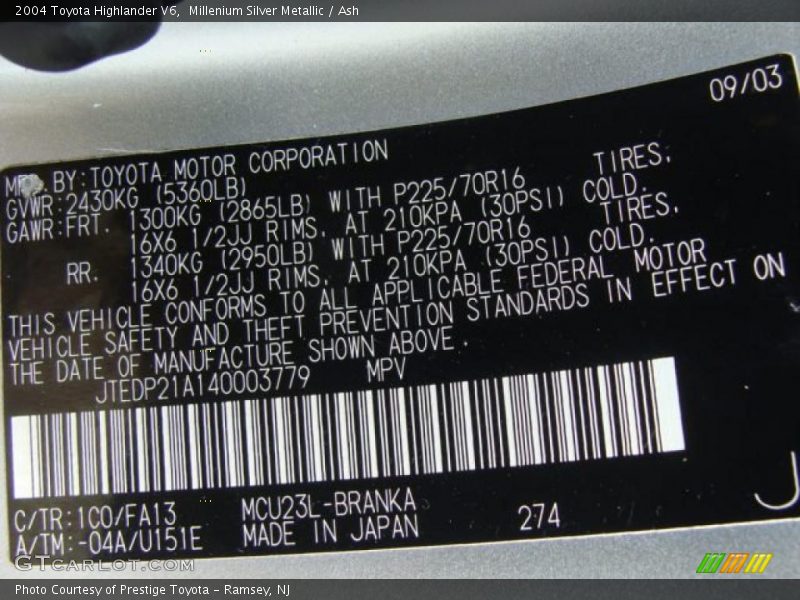 2004 Toyota Highlander V6,  Millenium Silver Metallic / Ash
09/03
MFD.BY:TOYOTA MOTOR CORPORATION
GVWR:2430KG (5360LB)
GAWR:FRT. 1300KG (2865LB) WITH P225/70R16 TIRES,
16X6 1/2JJ RIMS, AT 210KPA (30PSI) COLD.
RR. 1340KG (2950LB) WITH P225/70R16 TIRES,
16X6 1/2JJ RIMS, AT 210KPA (30PSI) COLD.
THIS VEHICLE CONFORMS TO ALL APPLICABLE FEDERAL MOTOR
VEHICLE SAFETY AND THEFT PREVENTION STANDARDS IN EFFECT ON
THE DATE OF MANUFACTURE SHOWN ABOVE.
JTEDP21A140003779 MPV
C/TR:1C0/FA13 MCU23L-BRANKA 274
A/TM:-04A/U151E MADE IN JAPAN
J
GTcarLot.com
Photo Courtesy of Prestige Toyota - Ramsey, NJ